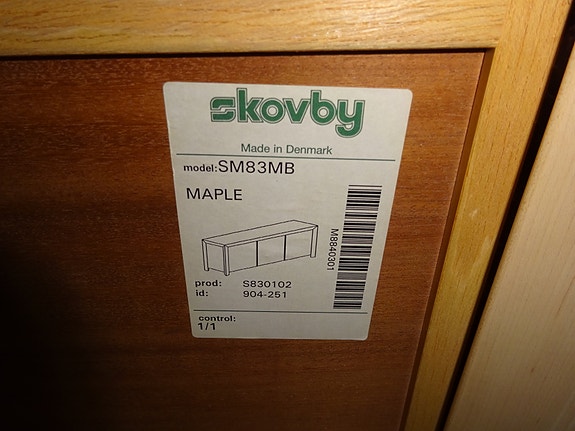 skovby
Made in Denmark
model:SM83MB
MAPLE
M8840301
prod: S830102
id: 904-251
control:
1/1